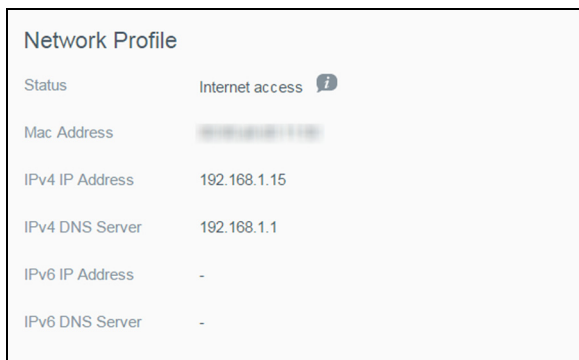 Network Profile
Status Internet access
Mac Address
IPv4 IP Address 192.168.1.15
IPv4 DNS Server 192.168.1.1
IPv6 IP Address -
IPv6 DNS Server -